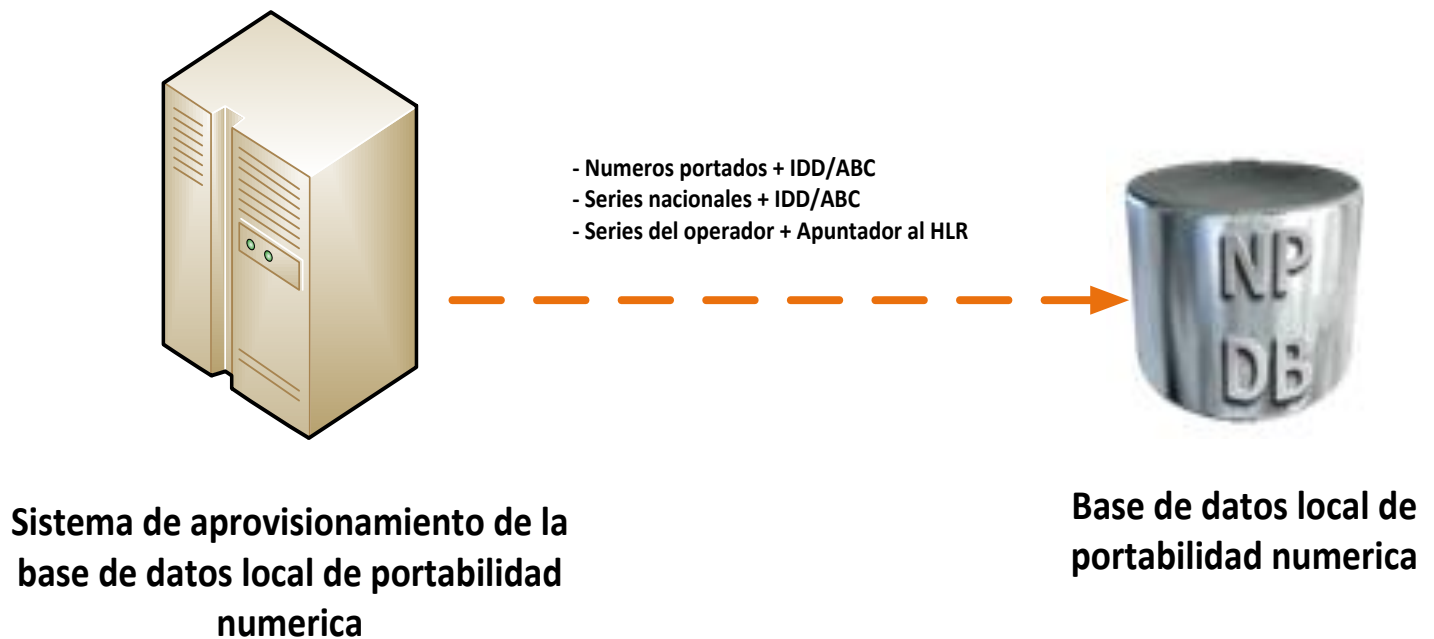 - Numeros portados + IDD/ABC
- Series nacionales + IDD/ABC
- Series del operador + Apuntador al HLR
NP
DB
Sistema de aprovisionamiento de la
base de datos local de portabilidad
numerica
Base de datos local de
portabilidad numerica